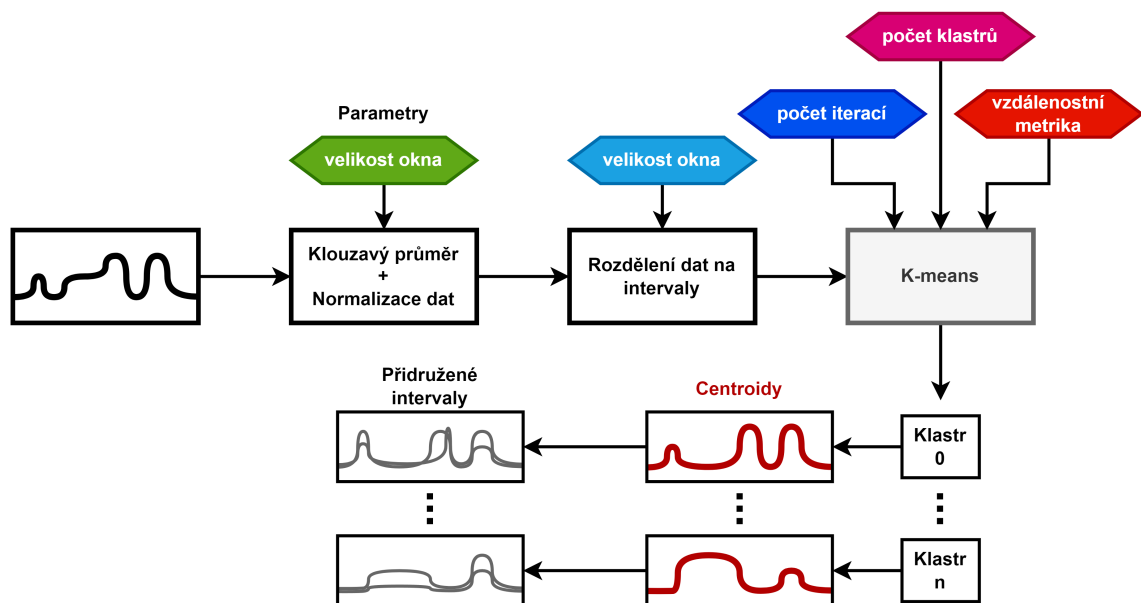 počet klastrů
Parametry
počet iterací
vzdálenostní
metrika
velikost okna
velikost okna
Klouzavý průměr
+
Normalizace dat
Rozdělení dat na
intervaly
K-means
Přidružené
intervaly
Centroidy
Klastr
0
Klastr
n